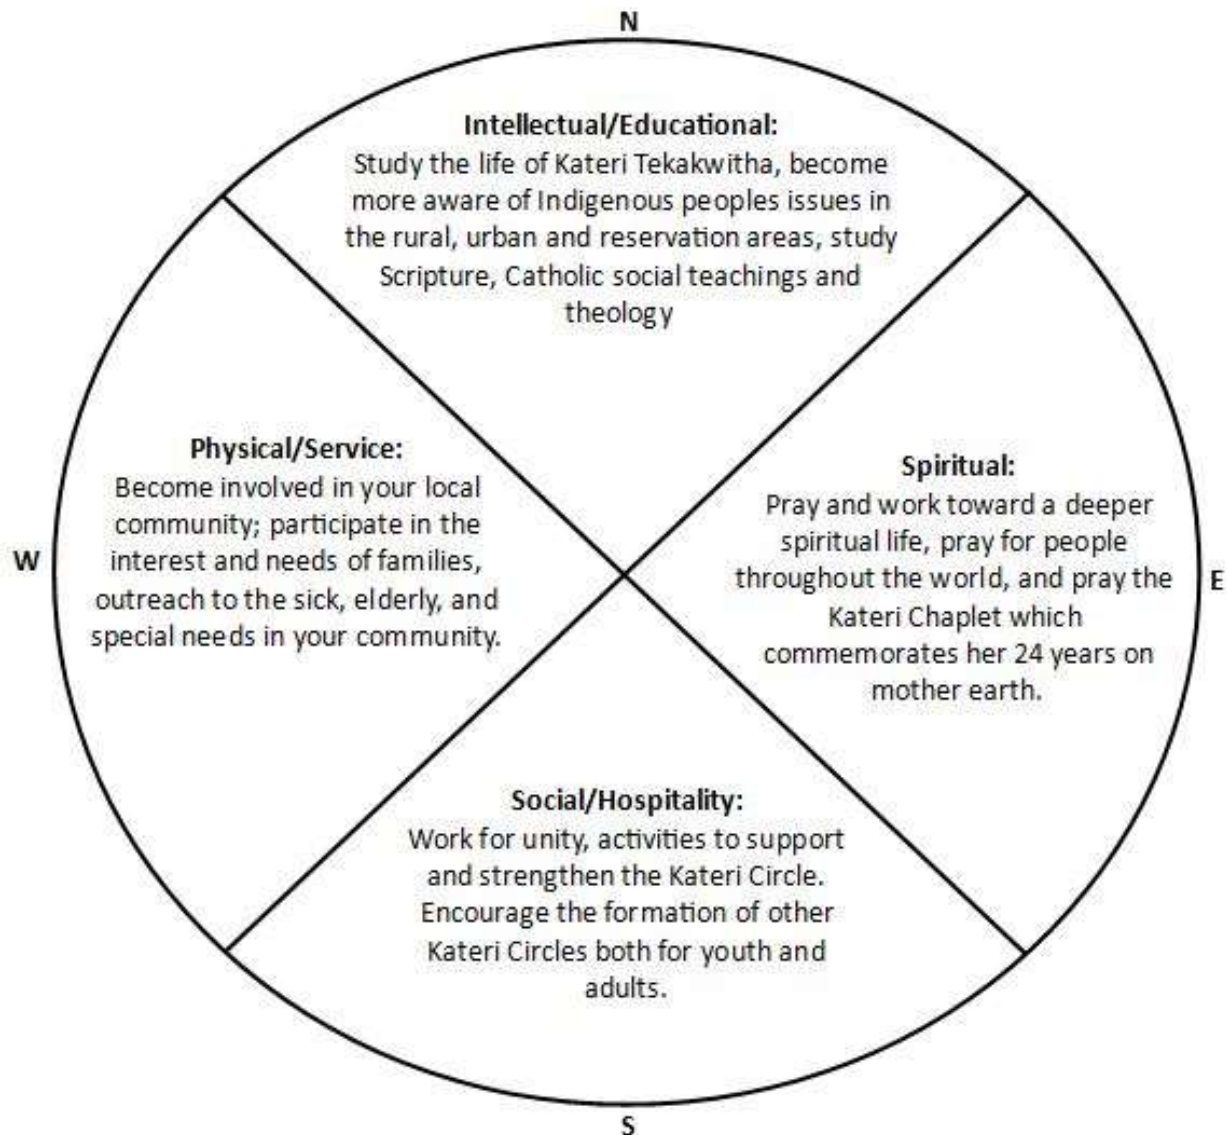 N
Intellectual/Educational:
Study the life of Kateri Tekakwitha, become
more aware of Indigenous peoples issues in
the rural, urban and reservation areas, study
Scripture, Catholic social teachings and
theology
Physical/Service:
Become involved in your local
community; participate in the
interest and needs of families,
outreach to the sick, elderly, and
special needs in your community.
W
Spiritual:
Pray and work toward a deeper
spiritual life, pray for people
throughout the world, and pray the
Kateri Chaplet which
commemorates her 24 years on
mother earth.
E
Social/Hospitality:
Work for unity, activities to support
and strengthen the Kateri Circle.
Encourage the formation of other
Kateri Circles both for youth and
adults.
S